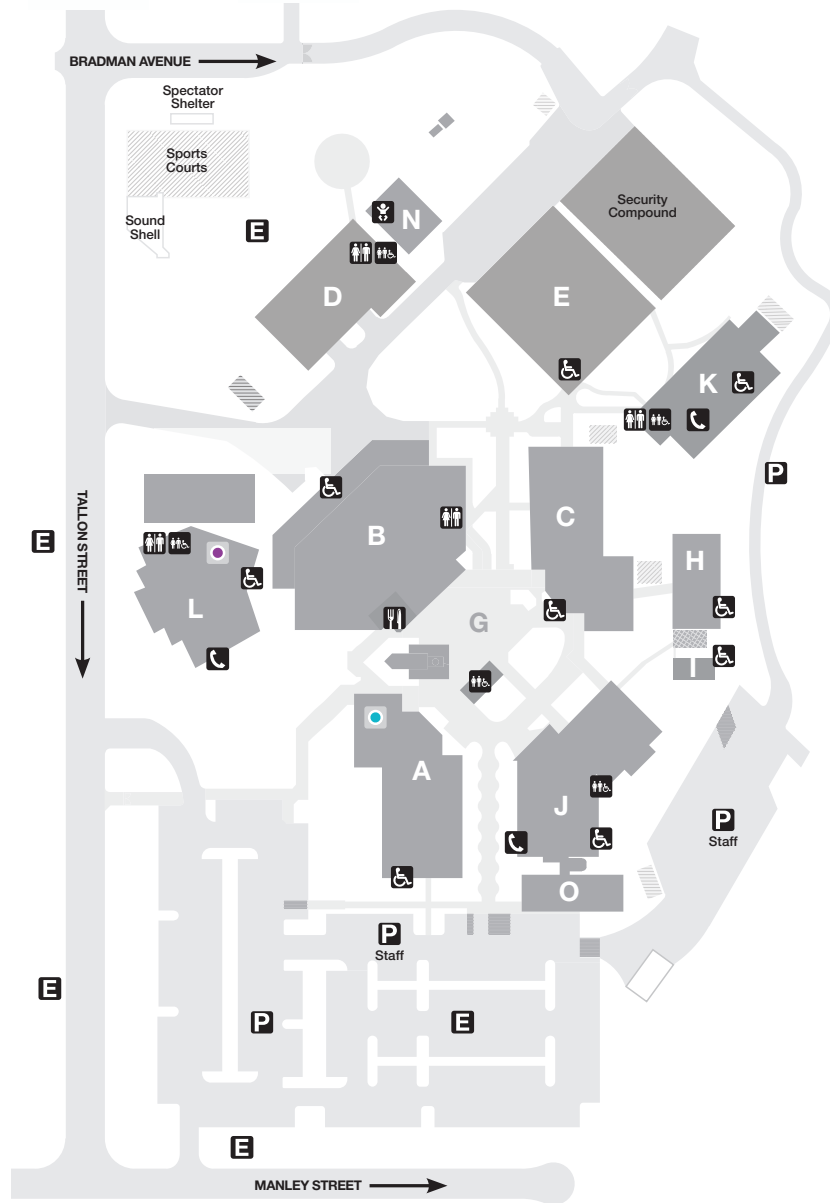 BRADMAN AVENUE
Spectator
Shelter
Sports
Courts
Security
Compound
Sound
Shell
E
N
D
E
K
P
TALLON STREET
E
B
C
H
L
G
I
A
J
P
Staff
O
P
Staff
E
P
E
E
MANLEY STREET